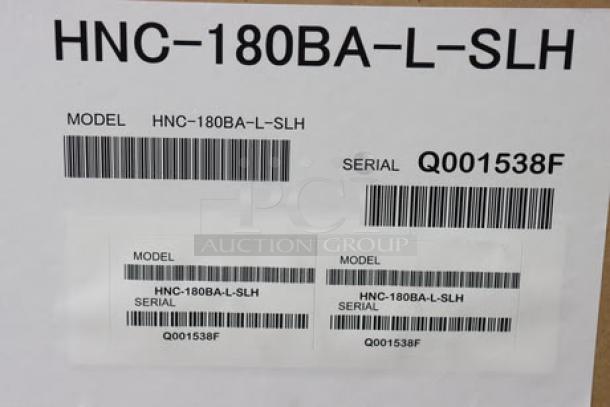 HNC-180BA-L-SLH
MODEL HNC-180BA-L-SLH
SERIAL Q001538F
PCI
AUCTION GROUP
MODEL
HNC-180BA-L-SLH
SERIAL
Q001538F
MODEL
HNC-180BA-L-SLH
SERIAL
Q001538F